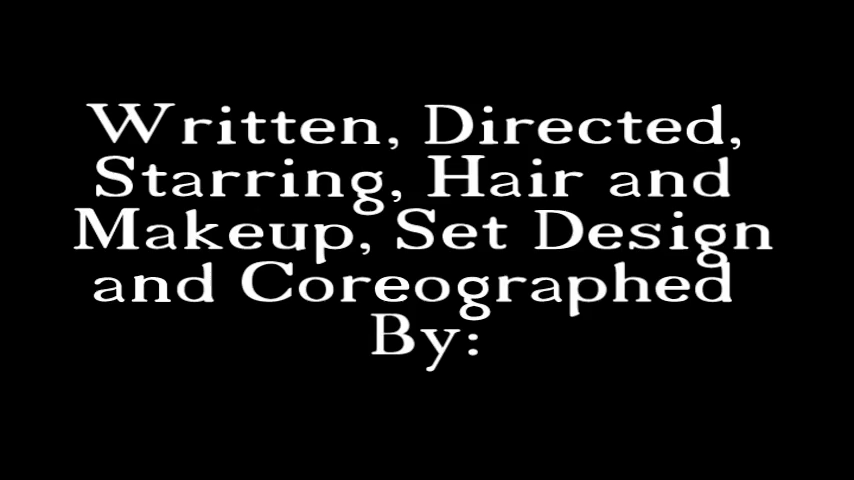 Written, Directed,
Starring, Hair and
Makeup, Set Design
and Coreographed
By: